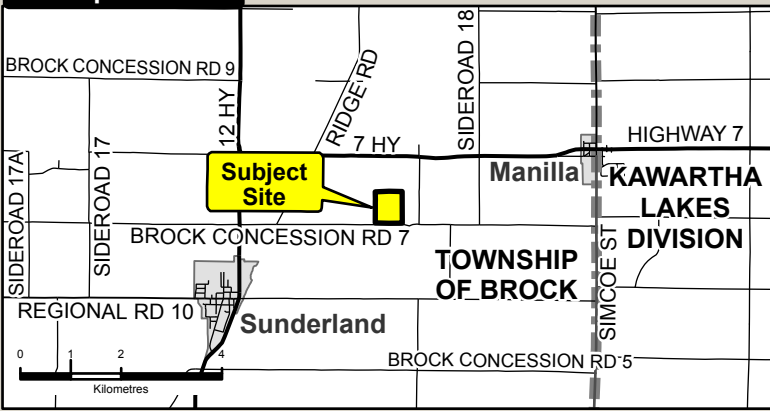 BROCK CONCESSION RD 9
SIDEROAD 17A
SIDEROAD 17
12 HY
RIDGE RD
7 HY
SIDEROAD 18
HIGHWAY 7
Manilla
KAWARTHA
LAKES
DIVISION
Subject
Site
BROCK CONCESSION RD 7
TOWNSHIP
OF BROCK
SIMCOE ST
REGIONAL RD 10
Sunderland
BROCK CONCESSION RD 5
0 1 2 4
Kilometres